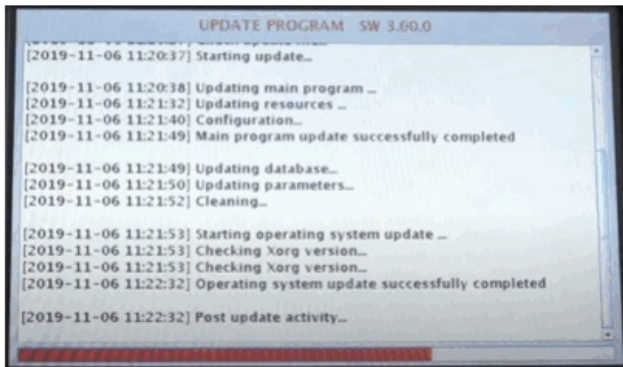 UPDATE PROGRAM SW 3.00.0
[2019-11-06 11:20:37] Starting update...
[2019-11-06 11:20:38] Updating main program ...
[2019-11-06 11:21:32] Updating resources ...
[2019-11-06 11:21:40] Configuration...
[2019-11-06 11:21:49] Main program update successfully completed
[2019-11-06 11:21:49] Updating database...
[2019-11-06 11:21:50] Updating parameters...
[2019-11-06 11:21:52] Cleaning...
[2019-11-06 11:21:53] Starting operating system update ...
[2019-11-06 11:21:53] Checking Xorg version...
[2019-11-06 11:21:53] Checking Xorg version...
[2019-11-06 11:22:32] Operating system update successfully completed
[2019-11-06 11:22:32] Post update activity...